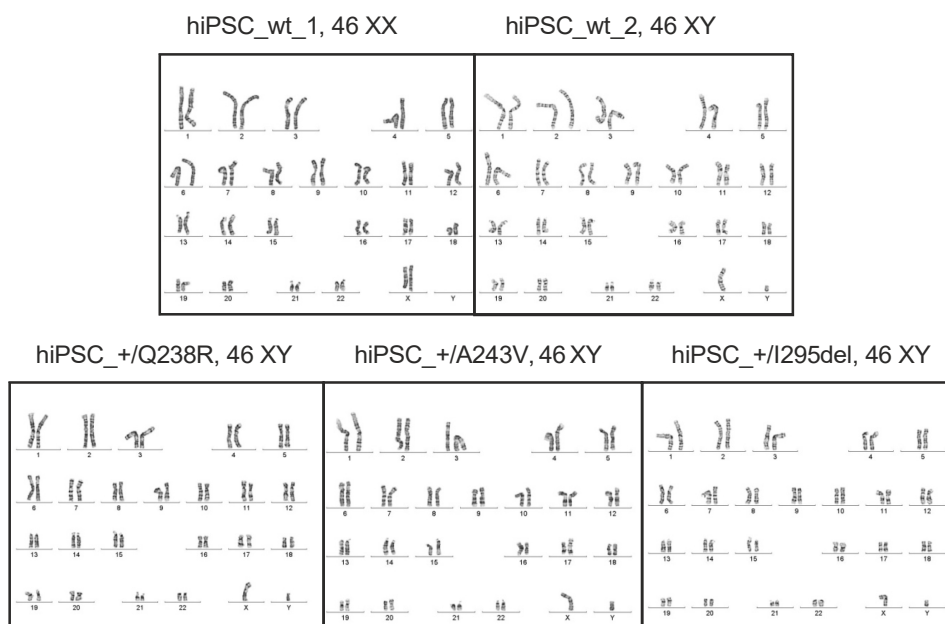 hiPSC_wt_1, 46 XX
hiPSC_wt_2, 46 XY
1 2 3 4 5
6 7 8 9 10 11 12
13 14 15 16 17 18
19 20 21 22 X Y
1 2 3 4 5
6 7 8 9 10 11 12
13 14 15 16 17 18
19 20 21 22 X Y
hiPSC_+/Q238R, 46 XY
hiPSC_+/A243V, 46 XY
hiPSC_+/I295del, 46 XY
1 2 3 4 5
6 7 8 9 10 11 12
13 14 15 16 17 18
19 20 21 22 X Y
1 2 3 4 5
6 7 8 9 10 11 12
13 14 15 16 17 18
19 20 21 22 X Y
1 2 3 4 5
6 7 8 9 10 11 12
13 14 15 16 17 18
19 20 21 22 X Y